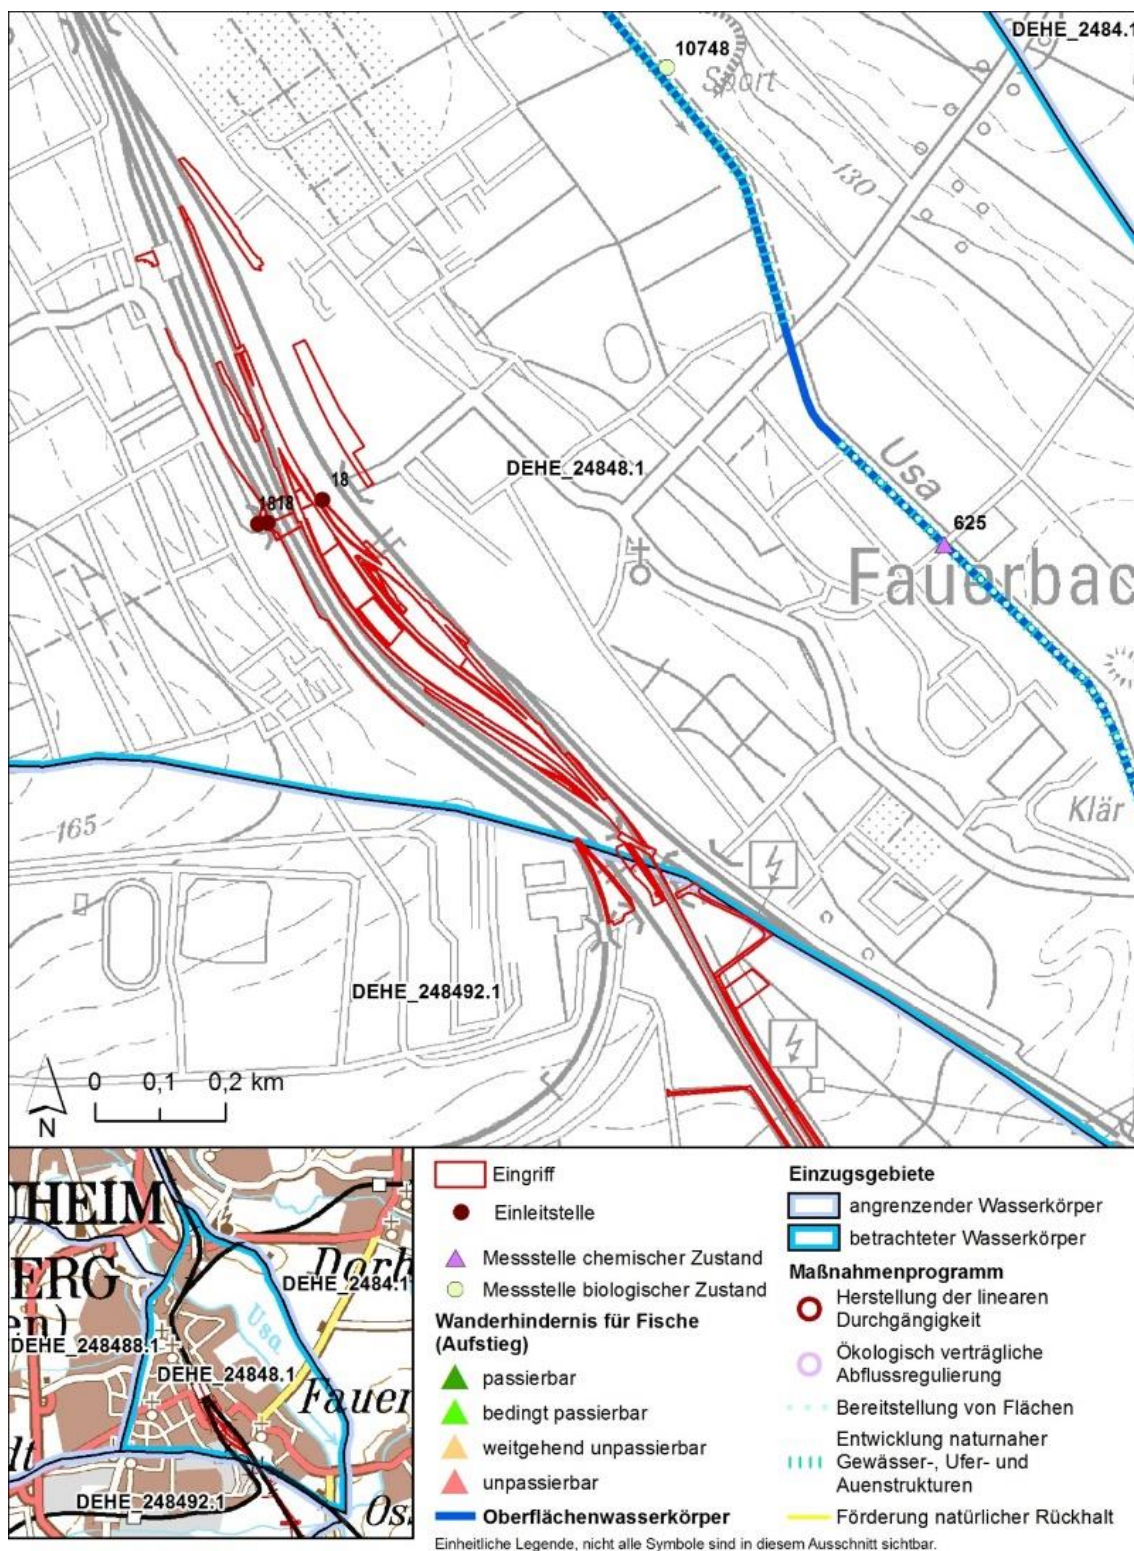 DEHE_2484.1
10748
Sport
130
DEHE_24848.1
18
1818
Usa
625
Fauerbac
Klär
165
DEHE_248492.1
0 0,1 0,2 km
N
Eingriff
Einleitstelle
Messstelle chemischer Zustand
Messstelle biologischer Zustand
Wanderhindernis für Fische
(Aufstieg)
passierbar
bedingt passierbar
weitgehend unpassierbar
unpassierbar
Oberflächenwasserkörper
Einzugsgebiete
angrenzender Wasserkörper
betrachteter Wasserkörper
Maßnahmenprogramm
Herstellung der linearen
Durchgängigkeit
Ökologisch verträgliche
Abflussregulierung
Bereitstellung von Flächen
Entwicklung naturnaher
Gewässer-, Ufer- und
Auenstrukturen
Förderung natürlicher Rückhalt
Einheitliche Legende, nicht alle Symbole sind in diesem Ausschnitt sichtbar.
HEIM
ERG
en)
Dorh
DEHE_2484.1
Usa
DEHE_248488.1
DEHE_24848.1
Fauer
dt
DEHE_248492.1
Oss